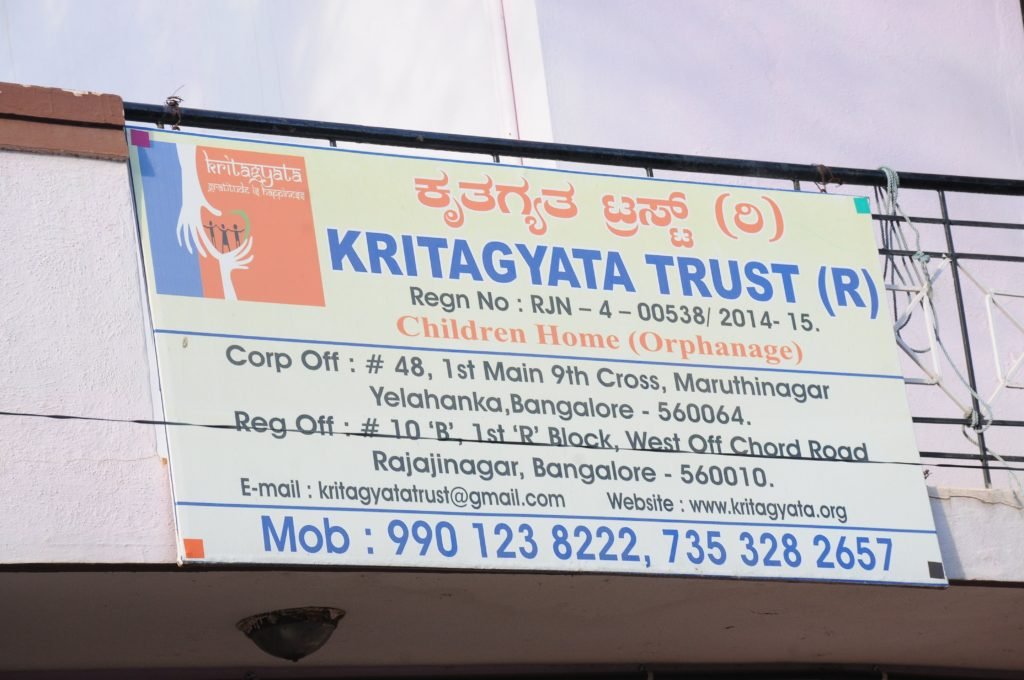 kritagyata
gratitude is happiness
ಕೃತಗ್ಯತ ಟ್ರಸ್ಟ್ (ರಿ)
KRITAGYATA TRUST (R)
Regn No : RJN – 4 – 00538/ 2014- 15.
Children Home (Orphanage)
Corp Off : # 48, 1st Main 9th Cross, Maruthinagar
Yelahanka,Bangalore - 560064.
Reg Off : # 10 ‘B’, 1st ‘R’ Block, West Off Chord Road
Rajajinagar, Bangalore - 560010.
E-mail : kritagyatatrust@gmail.com Website : www.kritagyata.org
Mob : 990 123 8222, 735 328 2657